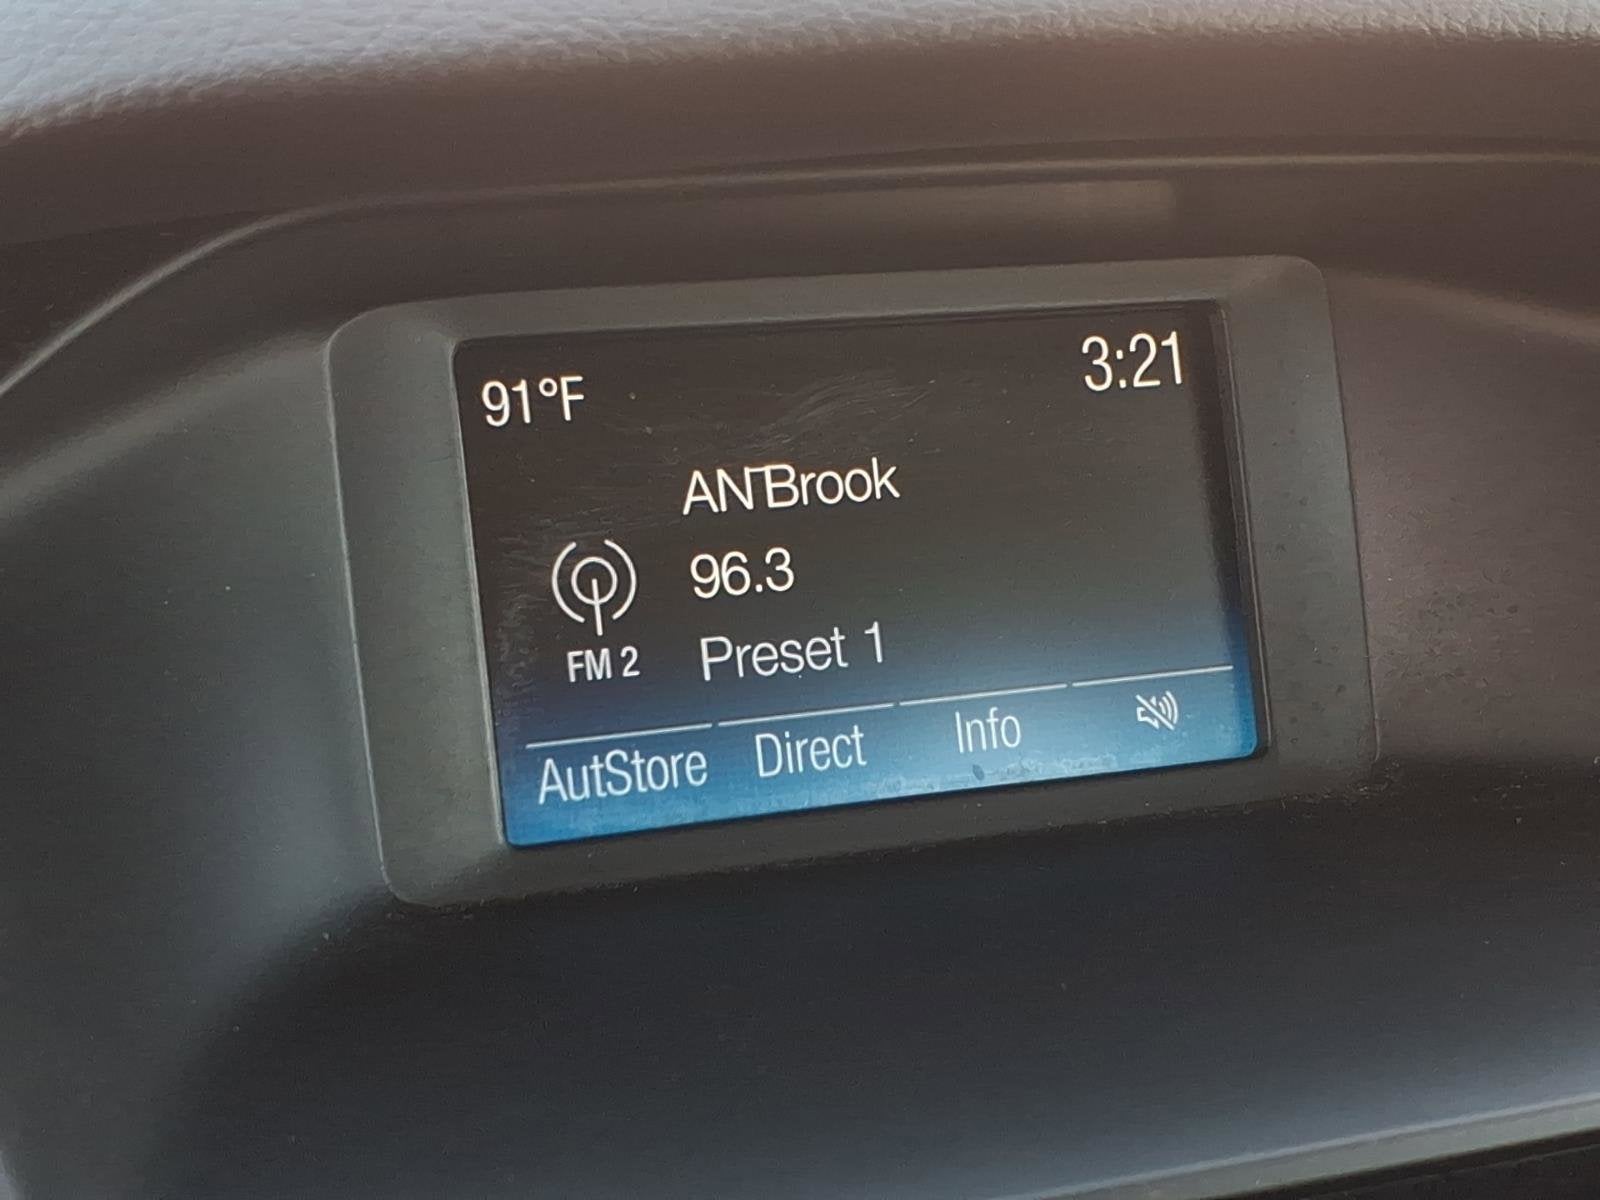 91°F 3:21
AN'Brook
96.3
FM 2 Preset 1
AutStore Direct Info